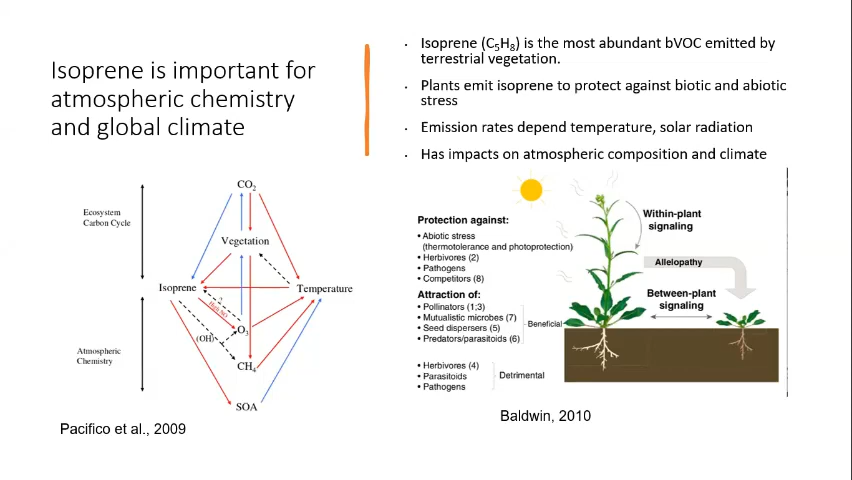 Isoprene is important for
atmospheric chemistry
and global climate
· Isoprene (C₅H₈) is the most abundant bVOC emitted by
terrestrial vegetation.
· Plants emit isoprene to protect against biotic and abiotic
stress
· Emission rates depend temperature, solar radiation
· Has impacts on atmospheric composition and climate
CO₂
Ecosystem
Carbon Cycle
Vegetation
Isoprene
Temperature
?
High NOₓ
O₃
(OH)
Atmospheric
Chemistry
CH₄
SOA
Pacifico et al., 2009
Protection against:
• Abiotic stress
(thermotolerance and photoprotection)
• Herbivores (2)
• Pathogens
• Competitors (8)
Attraction of:
• Pollinators (1;3)
• Mutualistic microbes (7)
• Seed dispersers (5)
• Predators/parasitoids (6)
Beneficial
• Herbivores (4)
• Parasitoids
• Pathogens
Detrimental
Within-plant
signaling
Allelopathy
Between-plant
signaling
Baldwin, 2010